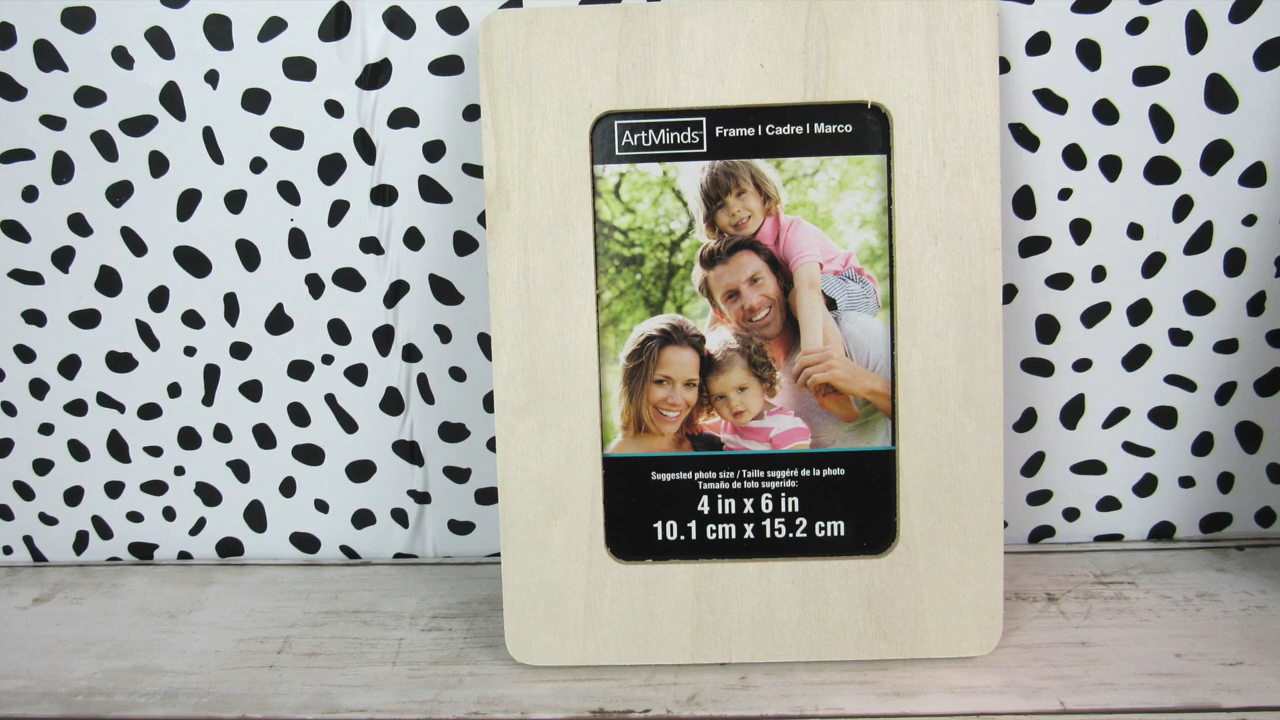 ArtMinds™ Frame | Cadre | Marco
Suggested photo size / Taille suggéré de la photo
Tamaño de foto sugerido:
4 in x 6 in
10.1 cm x 15.2 cm